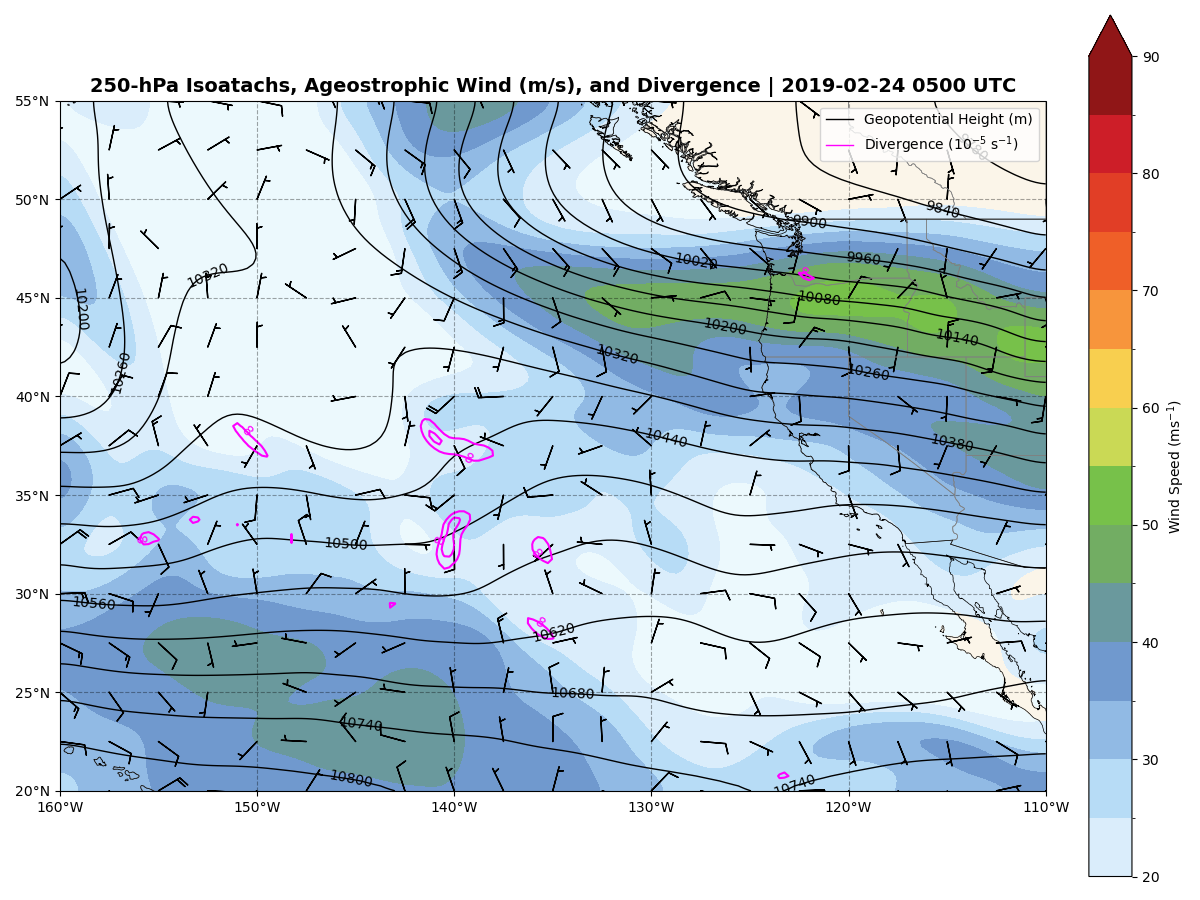 250-hPa Isoatachs, Ageostrophic Wind (m/s), and Divergence | 2019-02-24 0500 UTC
Geopotential Height (m)
Divergence (10⁻⁵ s⁻¹)
55°N
50°N
45°N
40°N
35°N
30°N
25°N
20°N
160°W
150°W
140°W
130°W
120°W
110°W
9840
9900
9960
10020
10080
10140
10200
10260
10320
10380
10440
10200
10260
10320
10500
10560
10620
10680
10740
10800
10740
90
80
70
60
50
40
30
20
Wind Speed (ms⁻¹)